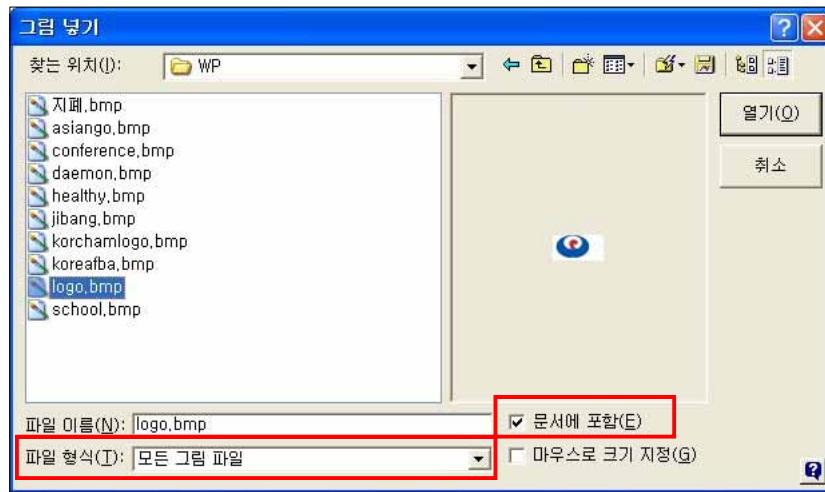 그림 넣기
찾는 위치(I): WP
지폐.bmp
asiango.bmp
conference.bmp
daemon.bmp
healthy.bmp
jibang.bmp
korchamlogo.bmp
koreafba.bmp
logo.bmp
school.bmp
열기(O)
취소
파일 이름(N): logo.bmp
문서에 포함(E)
파일 형식(T): 모든 그림 파일
마우스로 크기 지정(G)